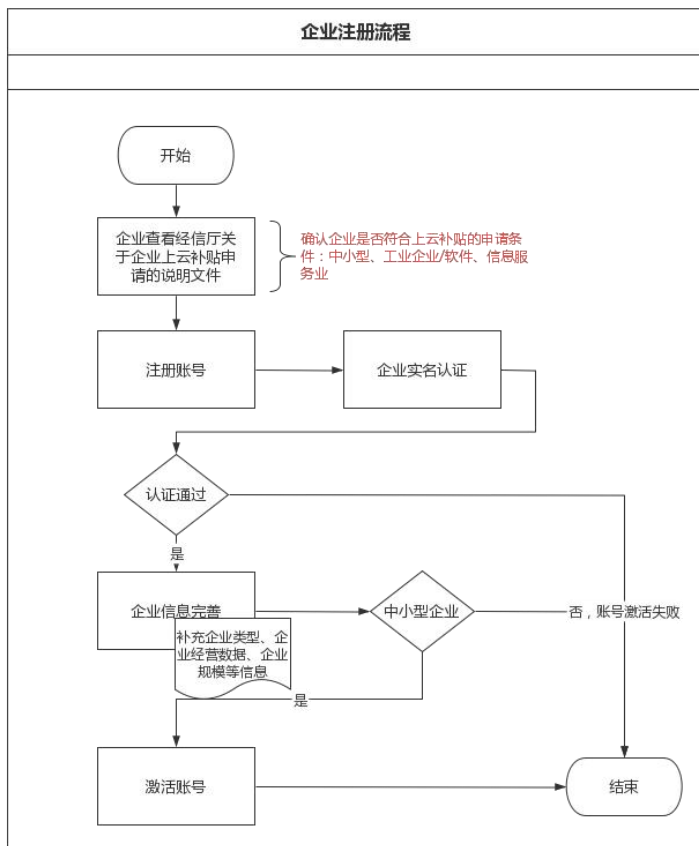 企业注册流程
开始
企业查看经信厅关
于企业上云补贴申
请的说明文件
确认企业是否符合上云补贴的申请条
件：中小型、工业企业/软件、信息服
务业
注册账号
企业实名认证
认证通过
是
企业信息完善
中小型企业
否，账号激活失败
补充企业类型、企
业经营数据、企业
规模等信息
是
激活账号
结束